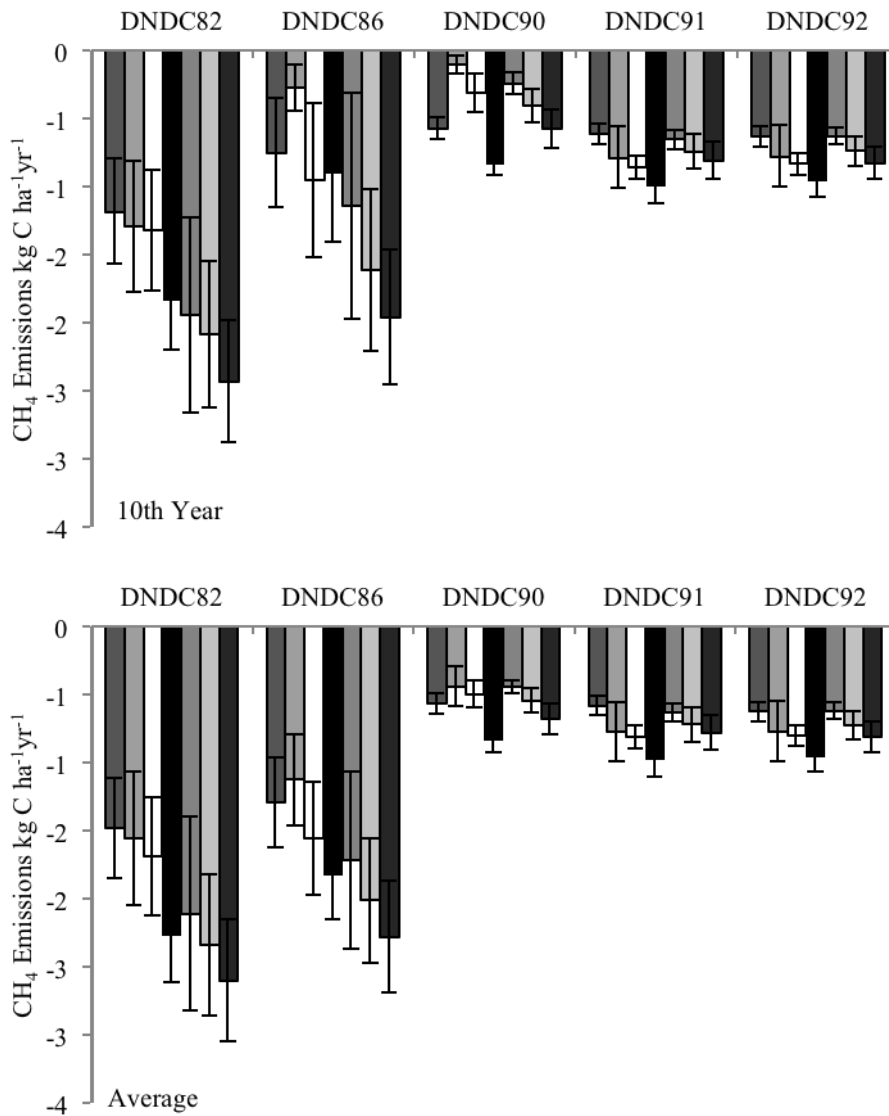 DNDC82 DNDC86 DNDC90 DNDC91 DNDC92
0
-1
-1
-2
-2
-3
-3
-4
CH₄ Emissions kg C ha⁻¹yr⁻¹
10th Year
DNDC82 DNDC86 DNDC90 DNDC91 DNDC92
0
-1
-1
-2
-2
-3
-3
-4
CH₄ Emissions kg C ha⁻¹yr⁻¹
Average